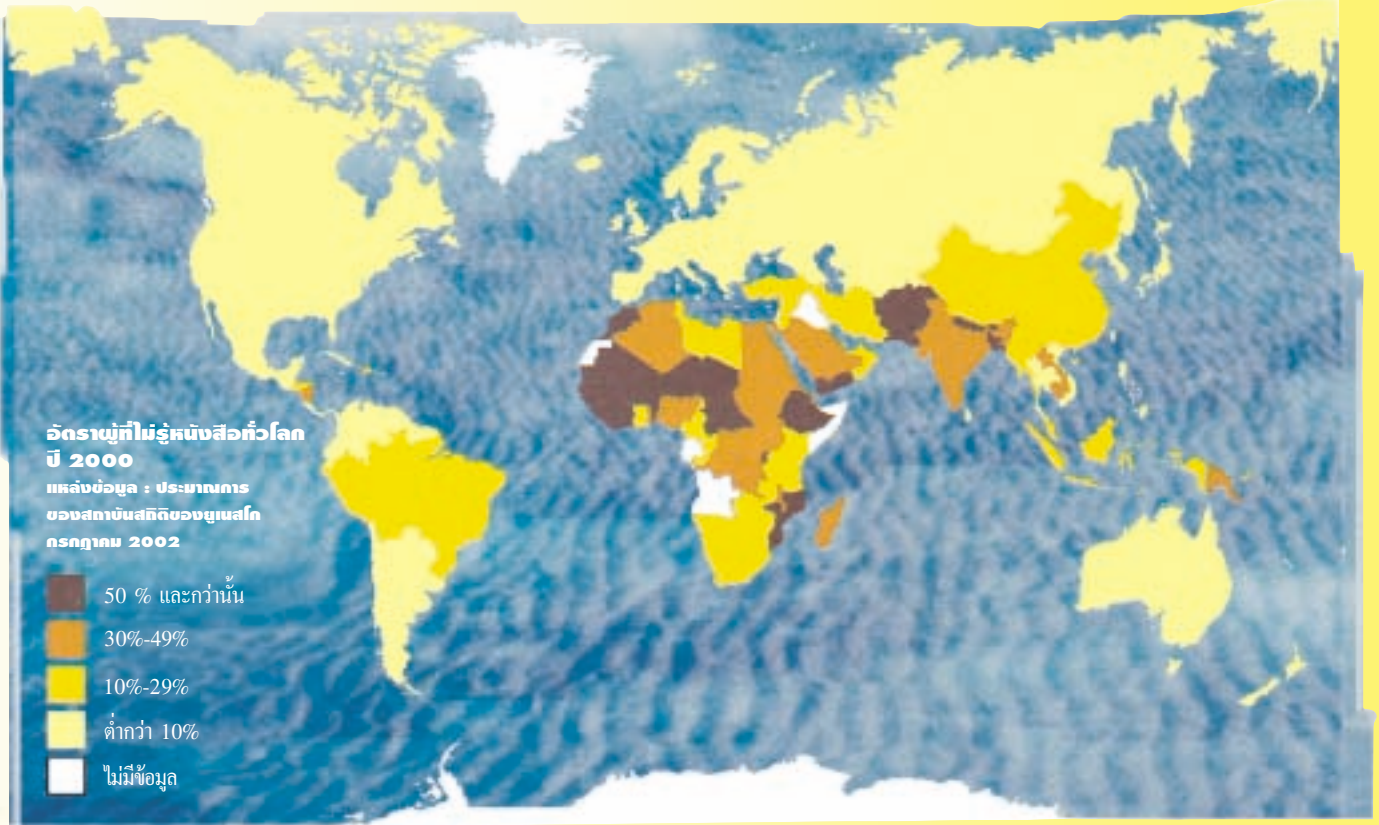 อัตราผู้ที่ไม่รู้หนังสือทั่วโลก
ปี 2000
แหล่งข้อมูล : ประมาณการ
ของสถาบันสถิติของยูเนสโก
กรกฎาคม 2002
50 % และกว่านั้น
30%-49%
10%-29%
ต่ำกว่า 10%
ไม่มีข้อมูล